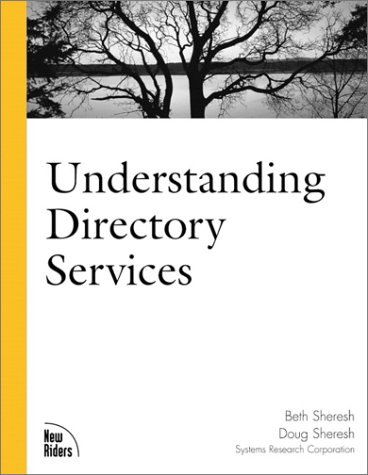 Understanding
Directory
Services
Beth Sheresh
Doug Sheresh
Systems Research Corporation
New
Riders